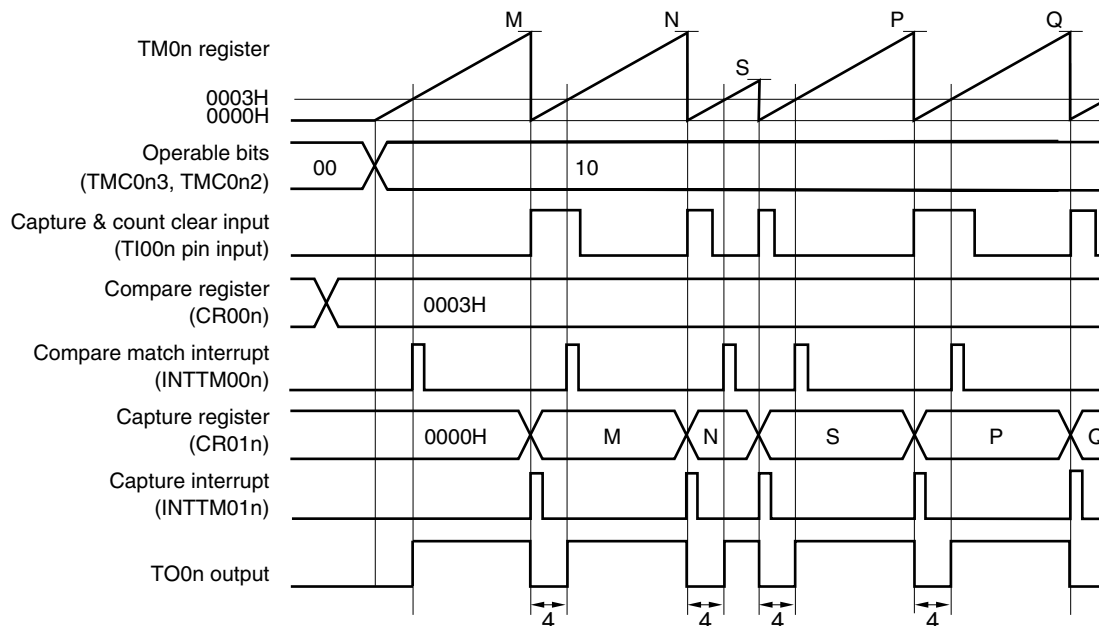 M N P Q
S
TM0n register
0003H
0000H
Operable bits
(TMC0n3, TMC0n2)
00 10
Capture & count clear input
(TI00n pin input)
Compare register
(CR00n)
0003H
Compare match interrupt
(INTTM00n)
Capture register
(CR01n)
0000H M N S P Q
Capture interrupt
(INTTM01n)
TO0n output
4 4 4 4